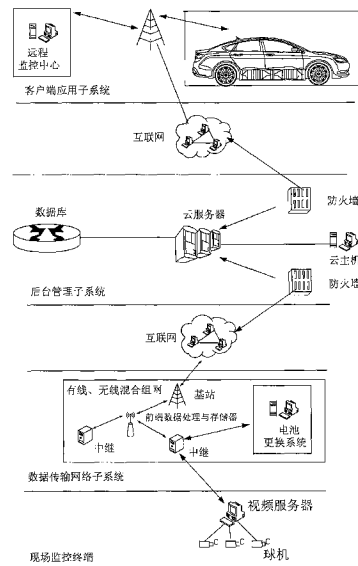 远程
监控中心
客户端应用子系统
互联网
防火墙
数据库
云服务器
云主机
防火墙
后台管理子系统
互联网
有线、无线混合组网
基站
前端数据处理与存储器
中继
中继
电池
更换系统
数据传输网络子系统
视频服务器
C
C
C
球机
现场监控终端